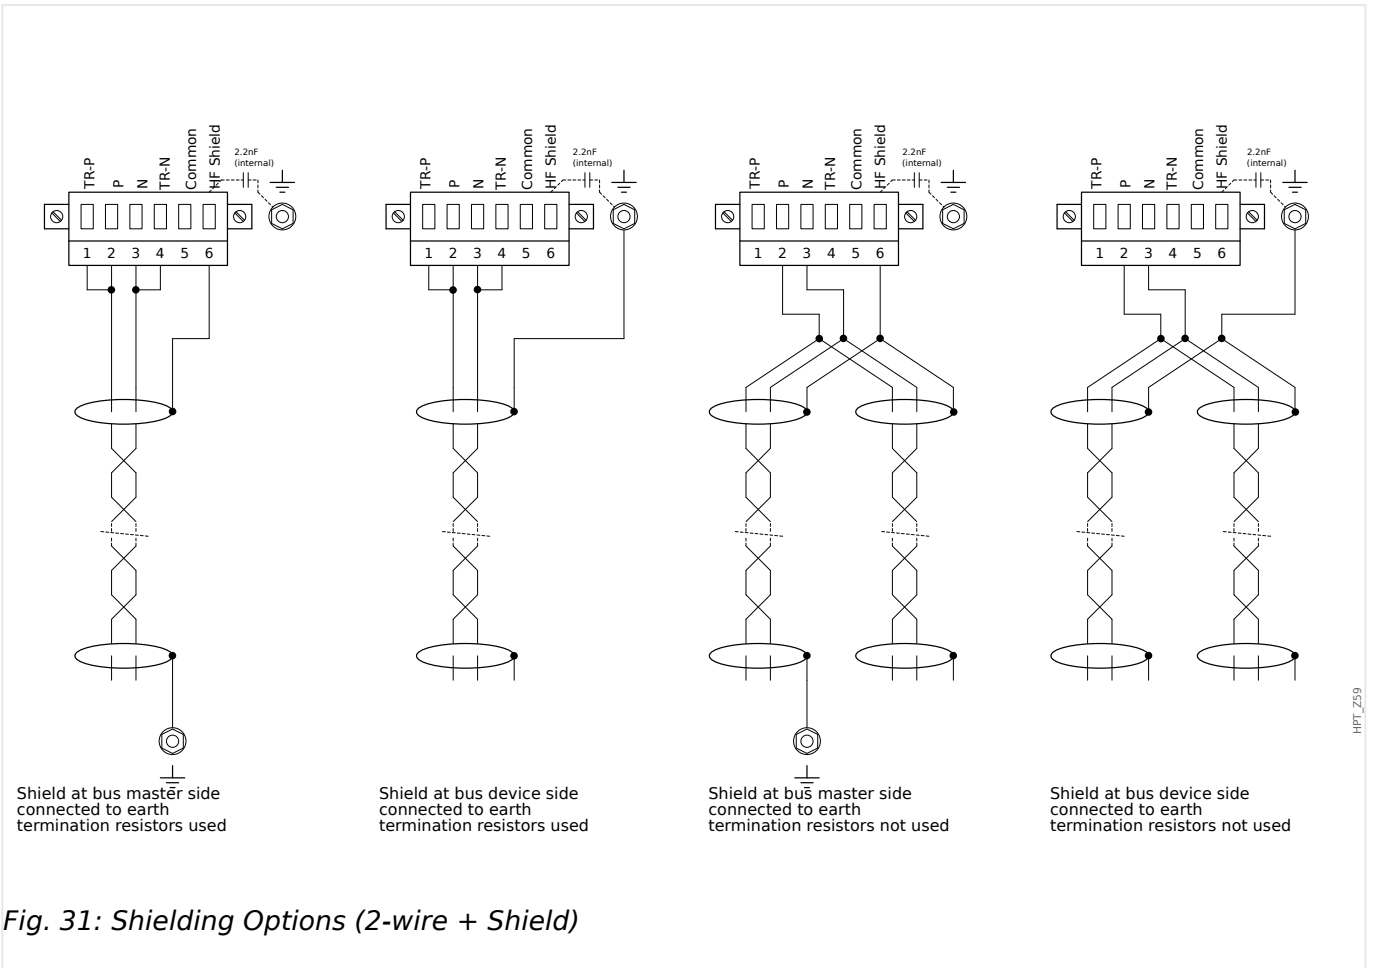 TR-P
P
N
TR-N
Common
HF Shield
2.2nF
(internal)
1 2 3 4 5 6
Shield at bus master side
connected to earth
termination resistors used
TR-P
P
N
TR-N
Common
HF Shield
2.2nF
(internal)
1 2 3 4 5 6
Shield at bus device side
connected to earth
termination resistors used
TR-P
P
N
TR-N
Common
HF Shield
2.2nF
(internal)
1 2 3 4 5 6
Shield at bus master side
connected to earth
termination resistors not used
TR-P
P
N
TR-N
Common
HF Shield
2.2nF
(internal)
1 2 3 4 5 6
Shield at bus device side
connected to earth
termination resistors not used
HPT_Z59
Fig. 31: Shielding Options (2-wire + Shield)